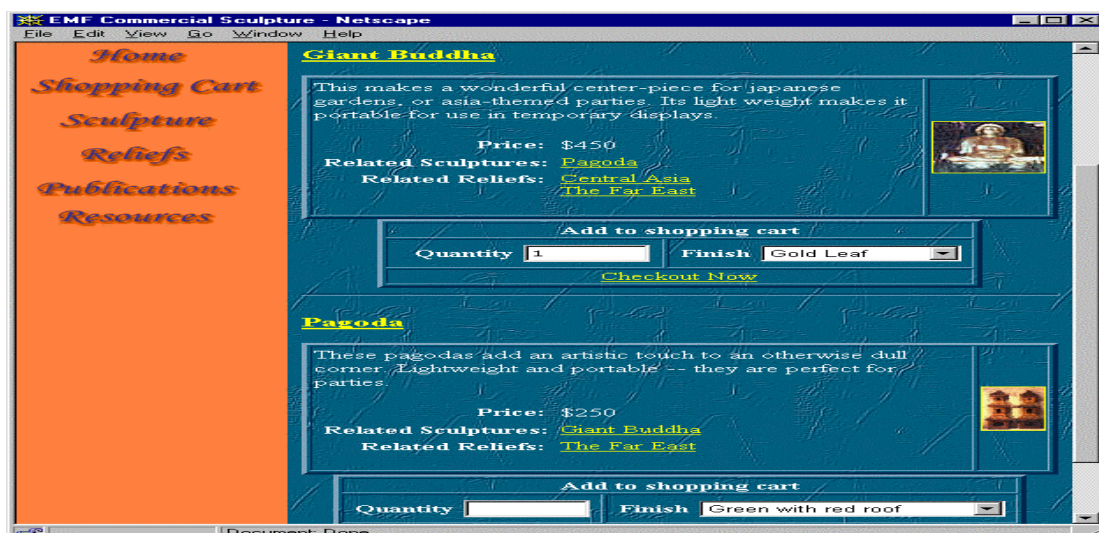 EMF Commercial Sculpture - Netscape
File Edit View Go Window Help
Home
Shopping Cart
Sculpture
Reliefs
Publications
Resources
Giant Buddha
This makes a wonderful center-piece for japanese
gardens, or asia-themed parties. Its light weight makes it
portable for use in temporary displays.
Price: $450
Related Sculptures: Pagoda
Related Reliefs: Central Asia
The Far East
Add to shopping cart
Quantity 1 Finish Gold Leaf
Checkout Now
Pagoda
These pagodas add an artistic touch to an otherwise dull
corner. Lightweight and portable -- they are perfect for
parties.
Price: $250
Related Sculptures: Giant Buddha
Related Reliefs: The Far East
Add to shopping cart
Quantity Finish Green with red roof
Document: Done